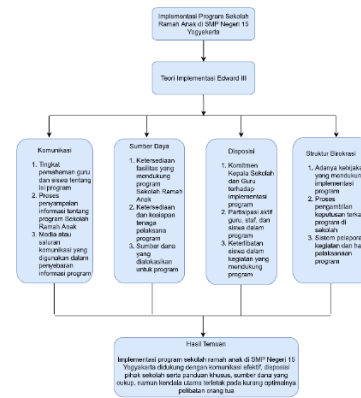 Implementasi Program Sekolah
Ramah Anak di SMP Negeri 15
Yogyakarta
Teori Implementasi Edward III
Komunikasi
1. Tingkat
pemahaman guru
dan siswa tentang
ini program
2. Proses
penyampaian
informasi tentang
program Sekolah
Ramah Anak
3. Media atau
saluran
komunikasi yang
digunakan dalam
penyebaran
informasi program
Sumber Daya
1. Ketersediaan
fasilitas yang
mendukung
program
Sekolah Ramah
Anak
2. Ketersediaan
dan kesiapan
tenaga
pelaksana
program
3. Sumber dana
yang
dialokasikan
untuk program
Disposisi
1. Komitmen
Kepala Sekolah
dan Guru
terhadap
implementasi
program
2. Partisipasi aktif
guru, staf, dan
siswa dalam
program
3. Keterlibatan
siswa dalam
kegiatan yang
mendukung
program
Struktur Birokrasi
1. Adanya kebijaka
yang mendukun
implementasi
program
2. Proses
pengambilan
keputusan terka
program di
sekolah
3. Sistem pelapora
kegiatan dan ha
pelaksanaan
program
Hasil Temuan
Implementasi program sekolah ramah anak di SMP Negeri 15
Yogyakarta didukung dengan komunikasi efektif, disposisi
pihak sekolah serta panduan khusus, sumber dana yang
cukup, namun kendala utama terletak pada kurang optimalnya
pelibatan orang tua